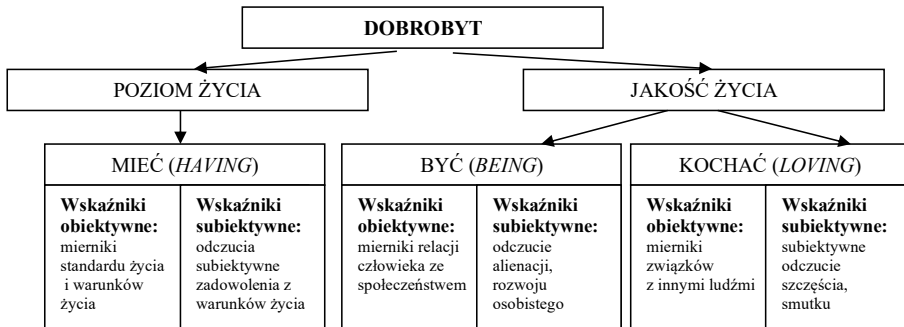 DOBROBYT
POZIOM ŻYCIA
JAKOŚĆ ŻYCIA
MIEĆ (HAVING)
Wskaźniki
obiektywne:
mierniki
standardu życia
i warunków
życia
Wskaźniki
subiektywne:
odczucia
subiektywne
zadowolenia z
warunków życia
BYĆ (BEING)
Wskaźniki
obiektywne:
mierniki relacji
człowieka ze
społeczeństwem
Wskaźniki
subiektywne:
odczucie
alienacji,
rozwoju
osobistego
KOCHAĆ (LOVING)
Wskaźniki
obiektywne:
mierniki
związków
z innymi ludźmi
Wskaźniki
subiektywne:
subiektywne
odczucie
szczęścia,
smutku